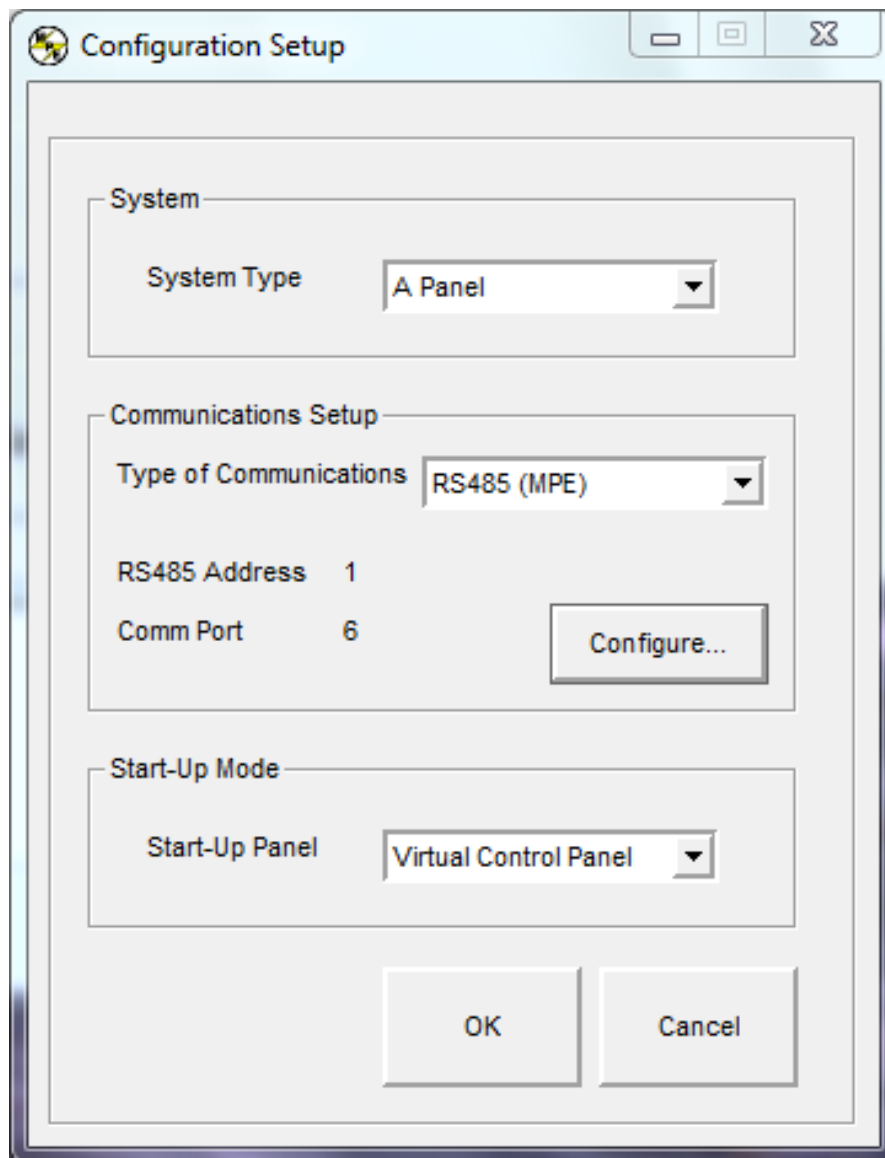 Configuration Setup
System
System Type A Panel
Communications Setup
Type of Communications RS485 (MPE)
RS485 Address 1
Comm Port 6
Configure...
Start-Up Mode
Start-Up Panel Virtual Control Panel
OK Cancel